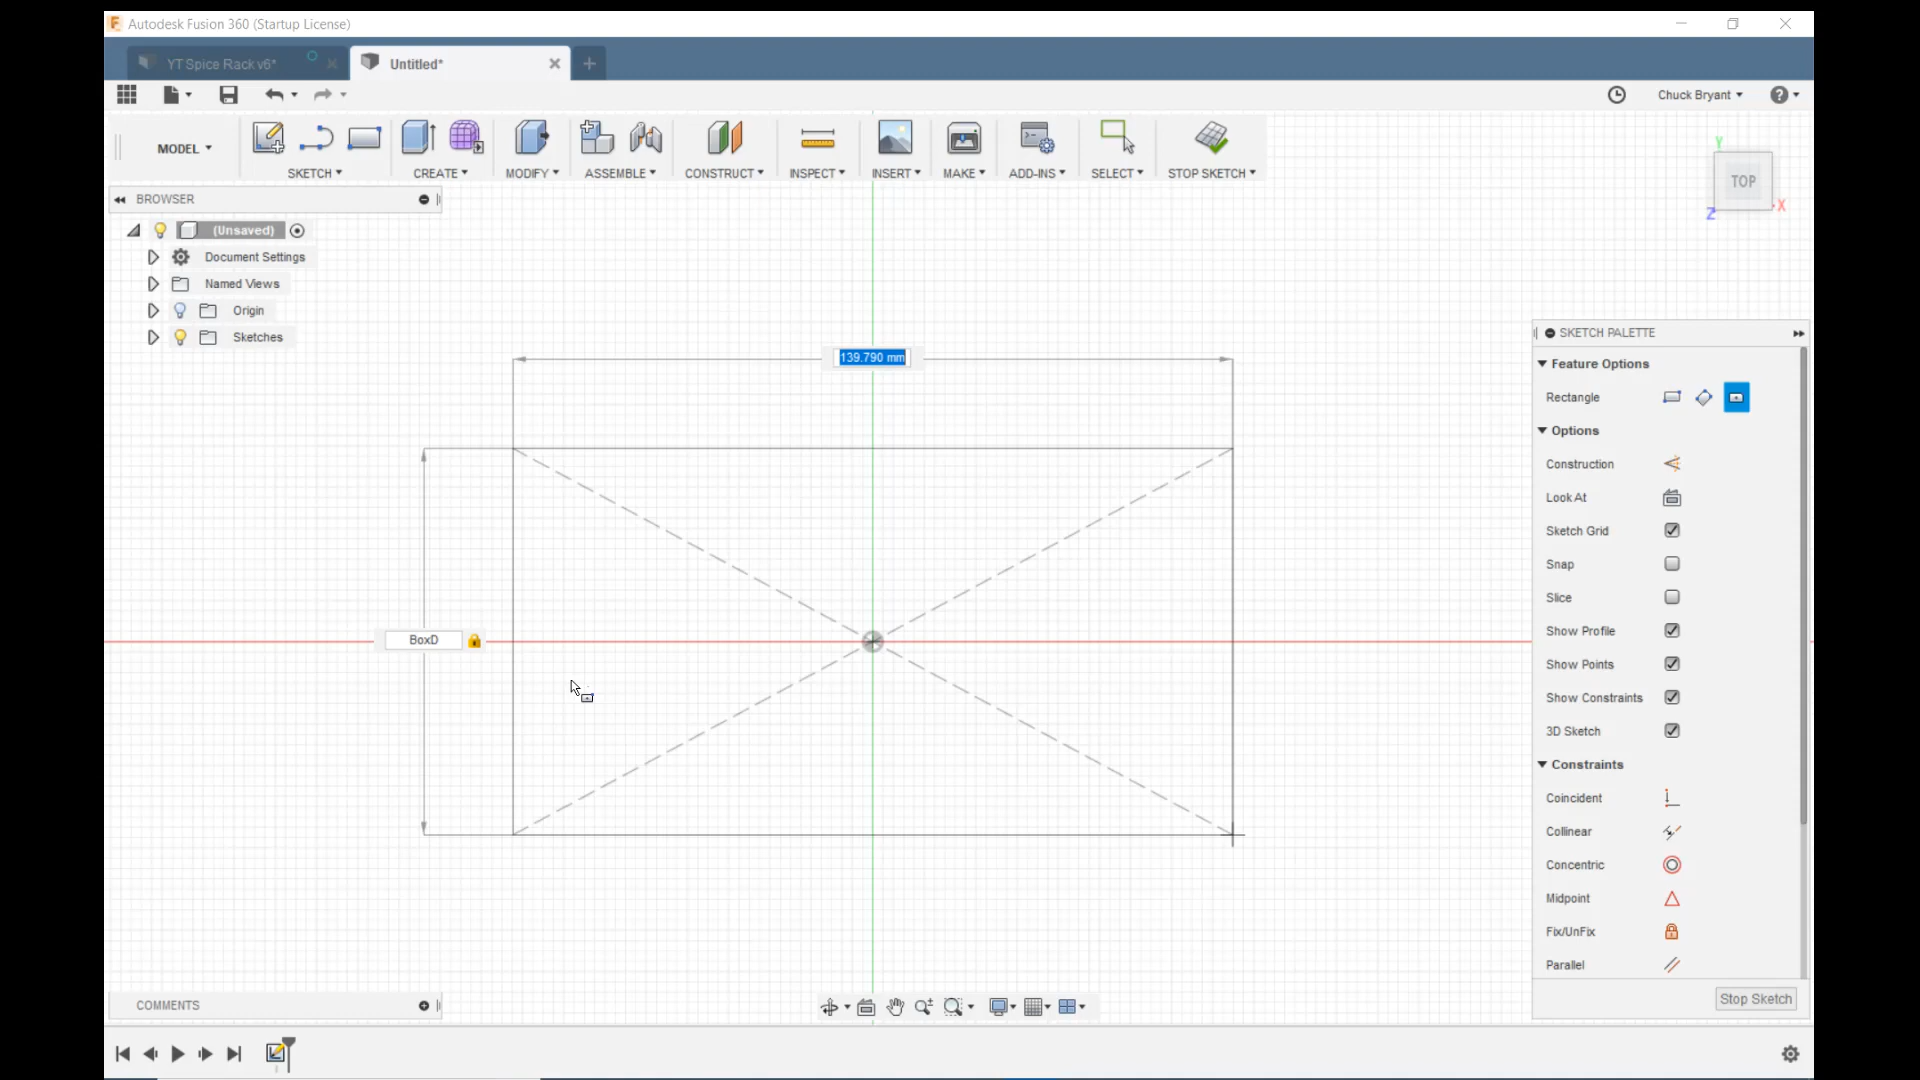 Autodesk Fusion 360 (Startup License)
YT Spice Rack v6*
Untitled*
Chuck Bryant
MODEL
SKETCH
CREATE
MODIFY
ASSEMBLE
CONSTRUCT
INSPECT
INSERT
MAKE
ADD-INS
SELECT
STOP SKETCH
BROWSER
(Unsaved)
Document Settings
Named Views
Origin
Sketches
Y
TOP
X
Z
139.790 mm
BoxD
SKETCH PALETTE
Feature Options
Rectangle
Options
Construction
Look At
Sketch Grid
Snap
Slice
Show Profile
Show Points
Show Constraints
3D Sketch
Constraints
Coincident
Collinear
Concentric
Midpoint
Fix/UnFix
Parallel
Stop Sketch
COMMENTS